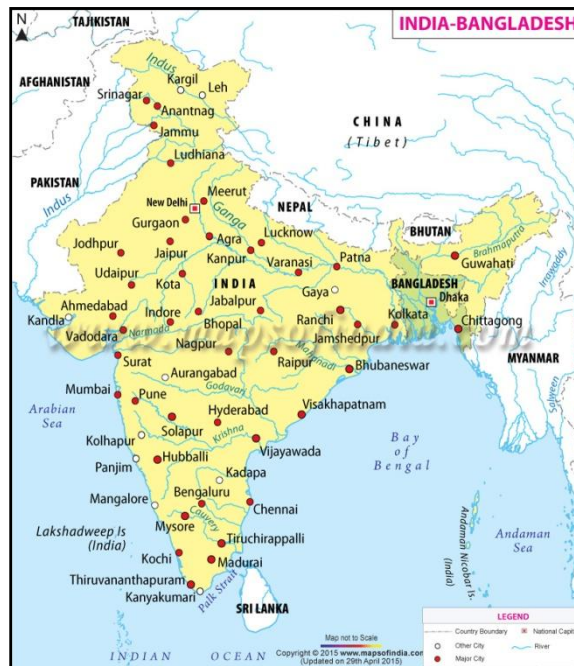 N
TAJIKISTAN
INDIA-BANGLADESH
AFGHANISTAN
Indus
Kargil
Leh
Srinagar
Anantnag
Jammu
CHINA
(Tibet)
Ludhiana
PAKISTAN
Indus
Meerut
New Delhi
Ganga
NEPAL
Gurgaon
BHUTAN
Brahmaputra
Jodhpur
Agra
Lucknow
Jaipur
Kanpur
Patna
Guwahati
Irrawaddy
Varanasi
Udaipur
Kota
INDIA
BANGLADESH
Gaya
Dhaka
Ahmedabad
Indore
Jabalpur
Kandla
Ranchi
Kolkata
Narmada
Bhopal
Chittagong
Vadodara
Jamshedpur
Nagpur
MYANMAR
Surat
Raipur
Mahanadi
Bhubaneswar
Aurangabad
Salween
Mumbai
Godavari
Pune
Arabian
Sea
Hyderabad
Visakhapatnam
Solapur
Krishna
Kolhapur
Vijayawada
Bay
of
Bengal
Hubballi
Panjim
Kadapa
Bengaluru
Mangalore
Chennai
Cauvery
Mysore
Lakshadweep Is
(India)
Tiruchirappalli
Andaman Nicobar Is.
(India)
Andaman
Sea
Kochi
Madurai
Thiruvananthapuram
Palk Strait
Kanyakumari
SRI LANKA
INDIAN OCEAN
Map not to Scale
Copyright © 2015 www.mapsofindia.com
(Updated on 29th April 2015)
LEGEND
Country Boundary
National Capit
Other City
River
Major City